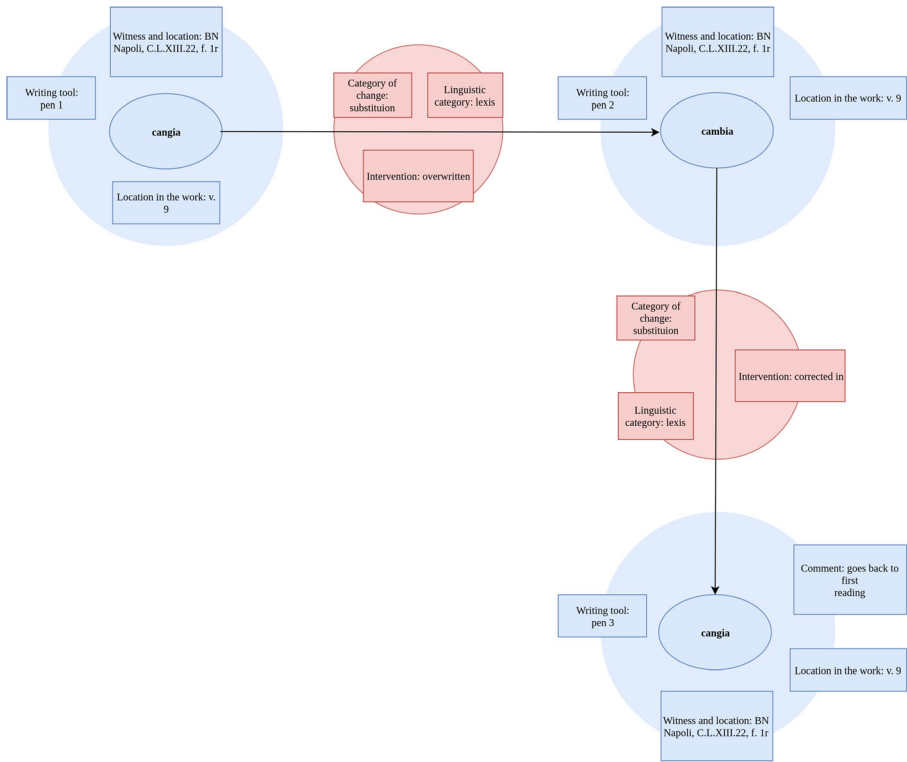 Witness and location: BN
Napoli, C.L.XIII.22, f. 1r
Writing tool:
pen 1
cangia
Location in the work: v.
9
Category of
change:
substituion
Linguistic
category: lexis
Intervention: overwritten
Witness and location: BN
Napoli, C.L.XIII.22, f. 1r
Writing tool:
pen 2
Location in the work: v. 9
cambia
Category of
change:
substituion
Intervention: corrected in
Linguistic
category: lexis
Comment: goes back to
first
reading
Writing tool:
pen 3
cangia
Location in the work: v. 9
Witness and location: BN
Napoli, C.L.XIII.22, f. 1r